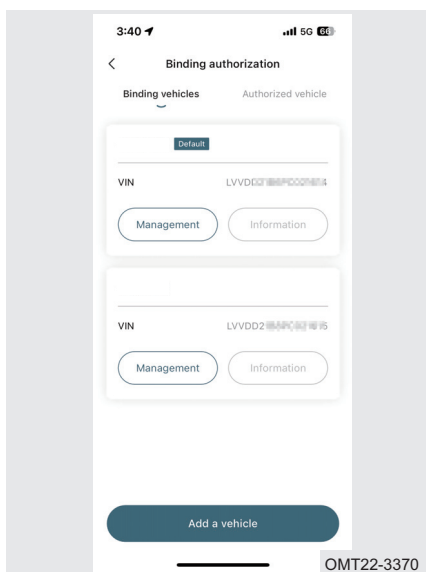 3:40 5G 66
Binding authorization
Binding vehicles Authorized vehicle
Default
VIN
Management Information
VIN
Management Information
Add a vehicle
OMT22-3370